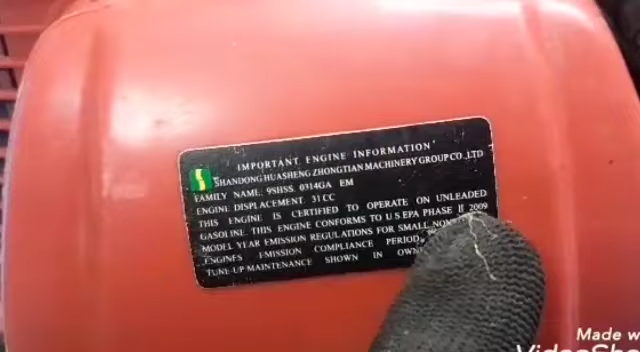 IMPORTANT ENGINE INFORMATION
SHANDONG HUASHENG ZHONGTIAN MACHINERY GROUP CO.,LTD
FAMILY NAME: 9SHSS. 0314GA EM
ENGINE DISPLACEMENT. 31CC
THIS ENGINE IS CERTIFIED TO OPERATE ON UNLEADED
GASOLINE. THIS ENGINE CONFORMS TO U.S EPA PHASE II 2009
MODEL YEAR EMISSION REGULATIONS FOR SMALL
ENGINES EMISSION COMPLIANCE PERIOD
TUNE-UP MAINTENANCE SHOWN IN
Made w
VideoSho